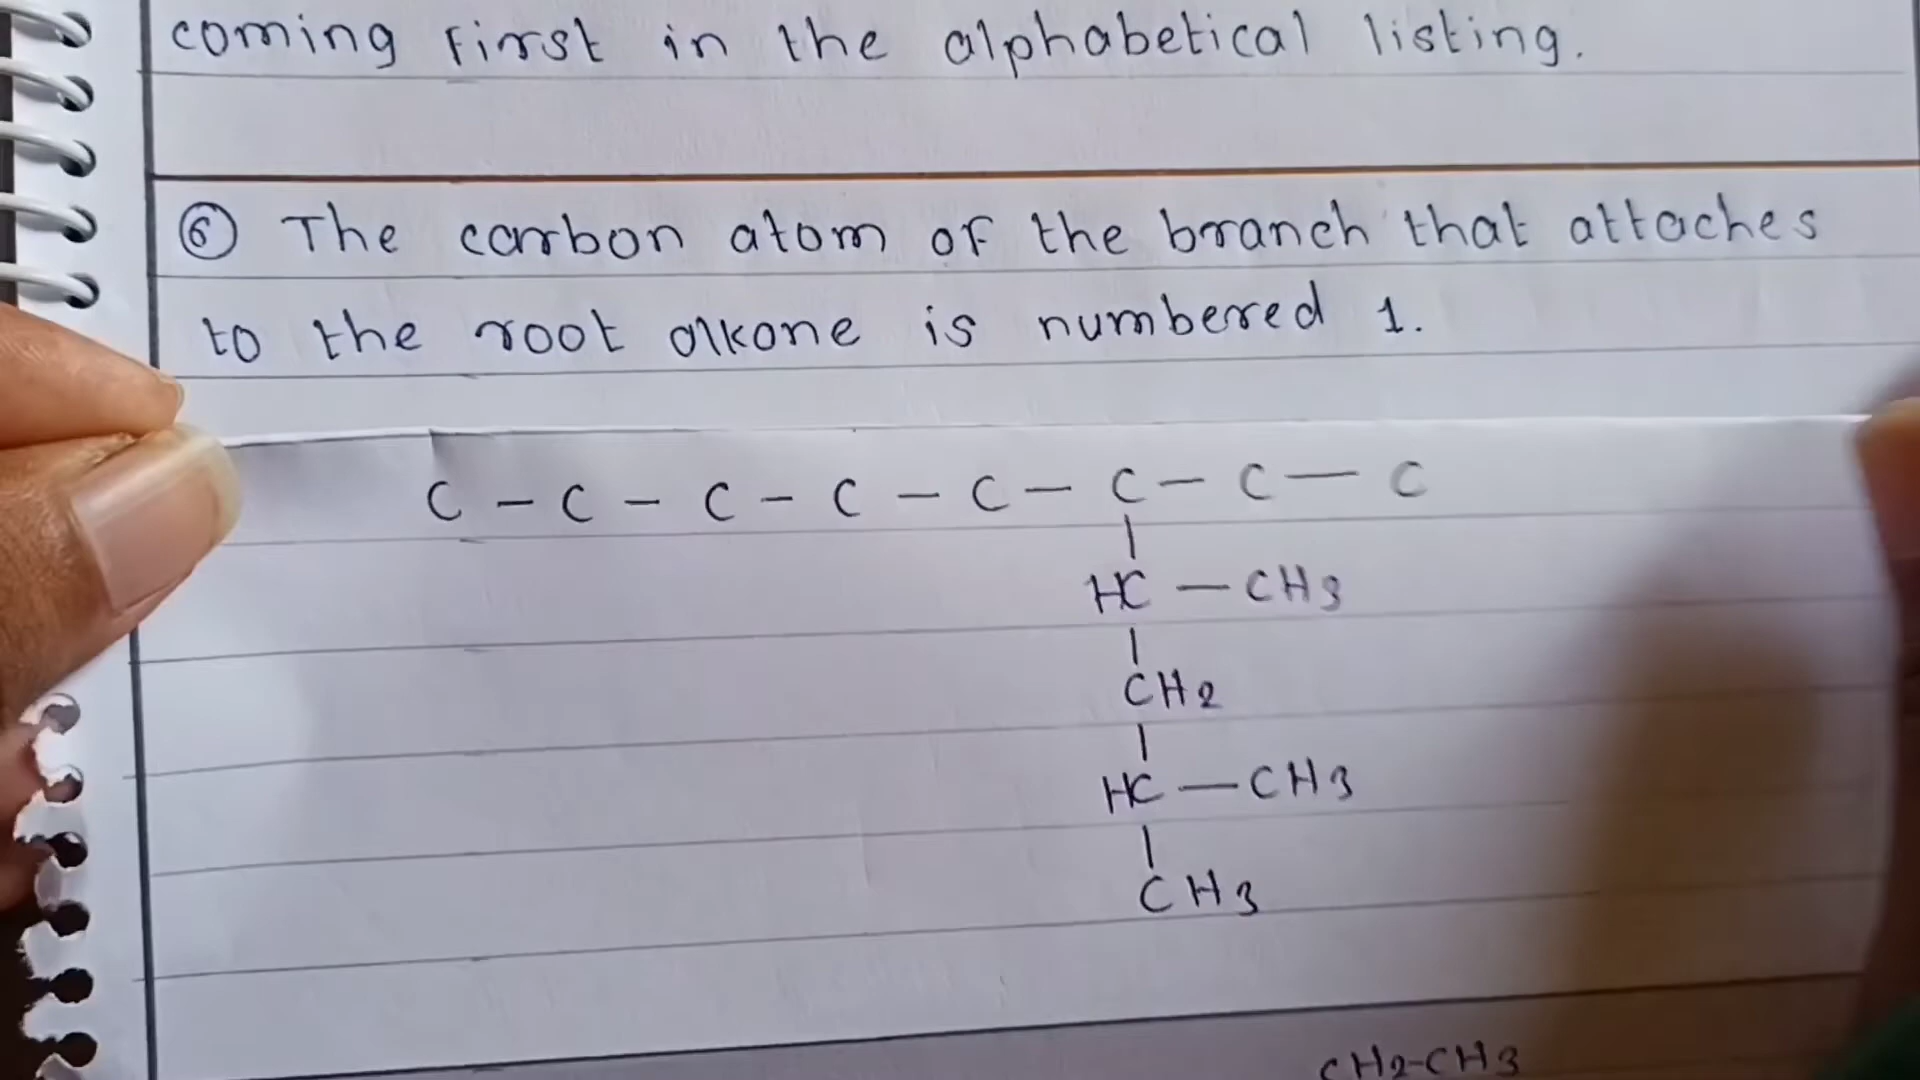 coming First in the alphabetical listing.
⑥ The carbon atom of the branch that attaches
to the root alkane is numbered 1.
C - C - C - C - C - C - C - C
|
HC - CH3
|
CH2
|
HC - CH3
|
CH3
CH2-CH3